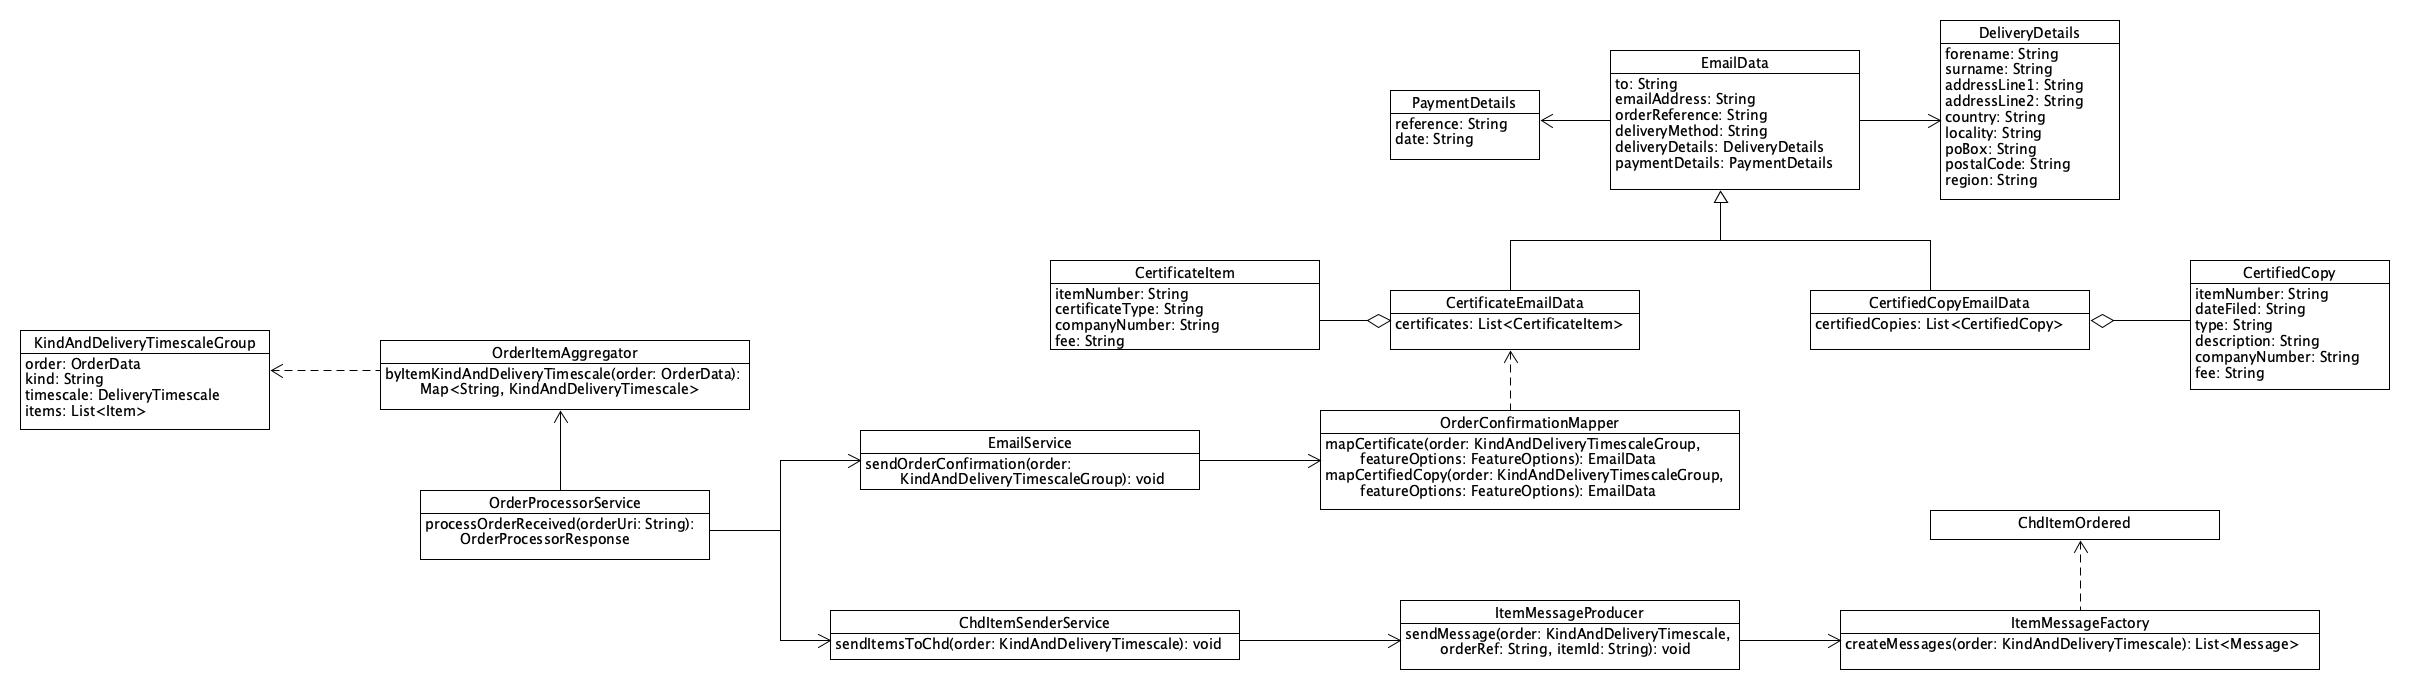 DeliveryDetails
forename: String
surname: String
addressLine1: String
addressLine2: String
country: String
locality: String
poBox: String
postalCode: String
region: String
EmailData
to: String
emailAddress: String
orderReference: String
deliveryMethod: String
deliveryDetails: DeliveryDetails
paymentDetails: PaymentDetails
PaymentDetails
reference: String
date: String
CertificateItem
itemNumber: String
certificateType: String
companyNumber: String
fee: String
CertificateEmailData
certificates: List<CertificateItem>
CertifiedCopyEmailData
certifiedCopies: List<CertifiedCopy>
CertifiedCopy
itemNumber: String
dateFiled: String
type: String
description: String
companyNumber: String
fee: String
KindAndDeliveryTimescaleGroup
order: OrderData
kind: String
timescale: DeliveryTimescale
items: List<Item>
OrderItemAggregator
byItemKindAndDeliveryTimescale(order: OrderData):
Map<String, KindAndDeliveryTimescale>
EmailService
sendOrderConfirmation(order:
KindAndDeliveryTimescaleGroup): void
OrderConfirmationMapper
mapCertificate(order: KindAndDeliveryTimescaleGroup,
featureOptions: FeatureOptions): EmailData
mapCertifiedCopy(order: KindAndDeliveryTimescaleGroup,
featureOptions: FeatureOptions): EmailData
OrderProcessorService
processOrderReceived(orderUri: String):
OrderProcessorResponse
ChdItemOrdered
ChdItemSenderService
sendItemsToChd(order: KindAndDeliveryTimescale): void
ItemMessageProducer
sendMessage(order: KindAndDeliveryTimescale,
orderRef: String, itemId: String): void
ItemMessageFactory
createMessages(order: KindAndDeliveryTimescale): List<Message>